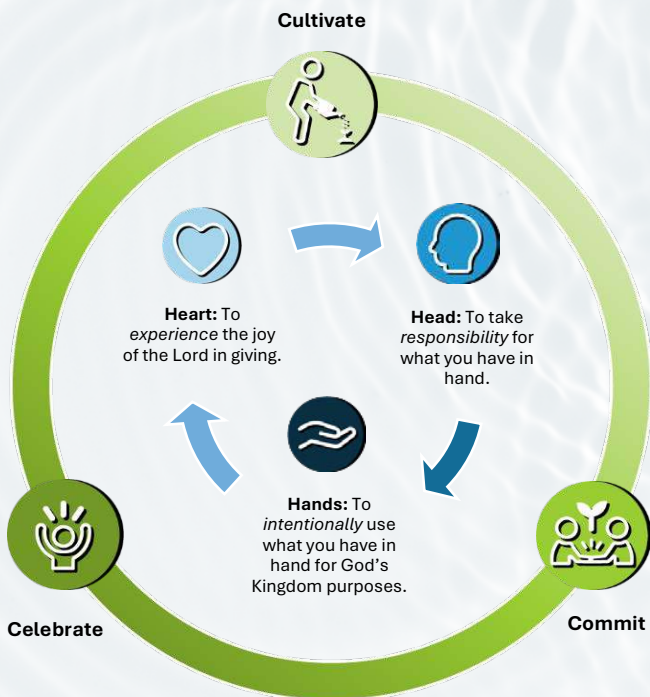 Cultivate
Heart: To
experience the joy
of the Lord in giving.
Head: To take
responsibility for
what you have in
hand.
Hands: To
intentionally use
what you have in
hand for God's
Kingdom purposes.
Celebrate
Commit